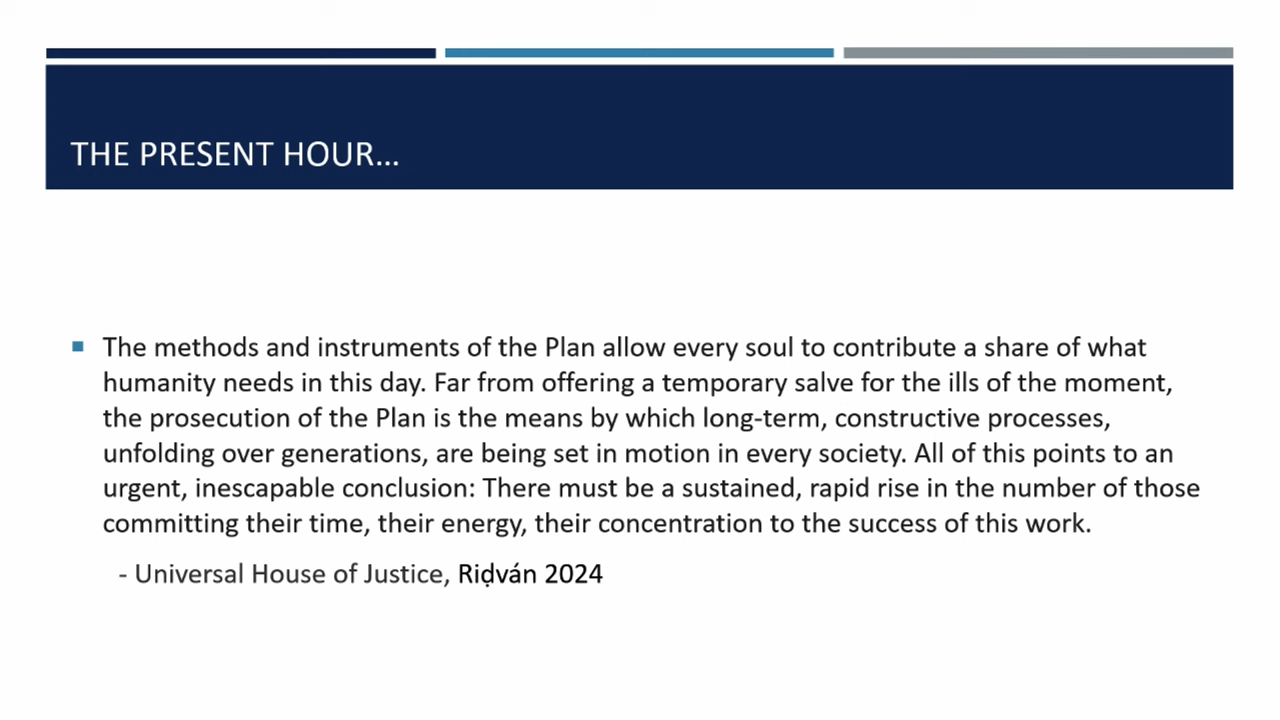 THE PRESENT HOUR...
The methods and instruments of the Plan allow every soul to contribute a share of what
humanity needs in this day. Far from offering a temporary salve for the ills of the moment,
the prosecution of the Plan is the means by which long-term, constructive processes,
unfolding over generations, are being set in motion in every society. All of this points to an
urgent, inescapable conclusion: There must be a sustained, rapid rise in the number of those
committing their time, their energy, their concentration to the success of this work.
- Universal House of Justice, Riḍván 2024